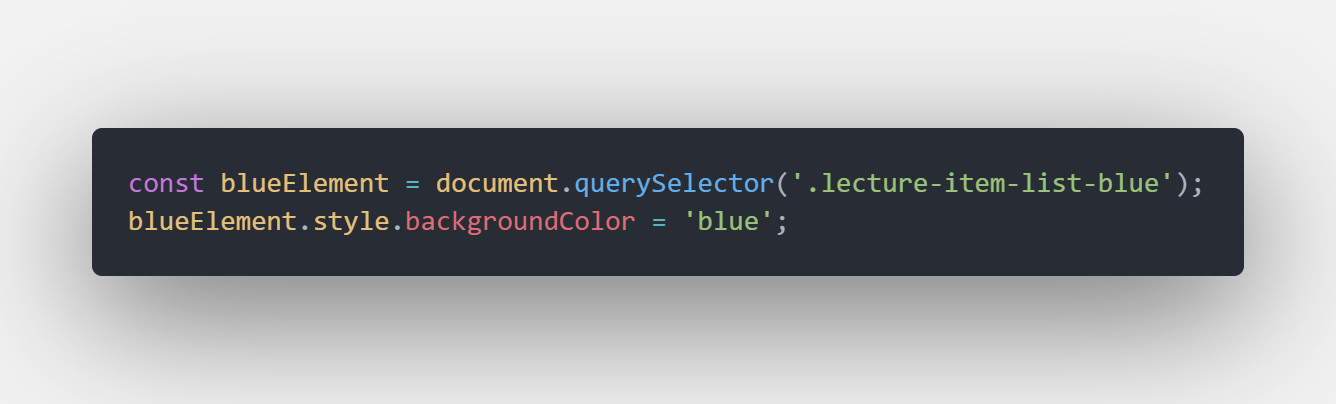 const blueElement = document.querySelector('.lecture-item-list-blue');
blueElement.style.backgroundColor = 'blue';